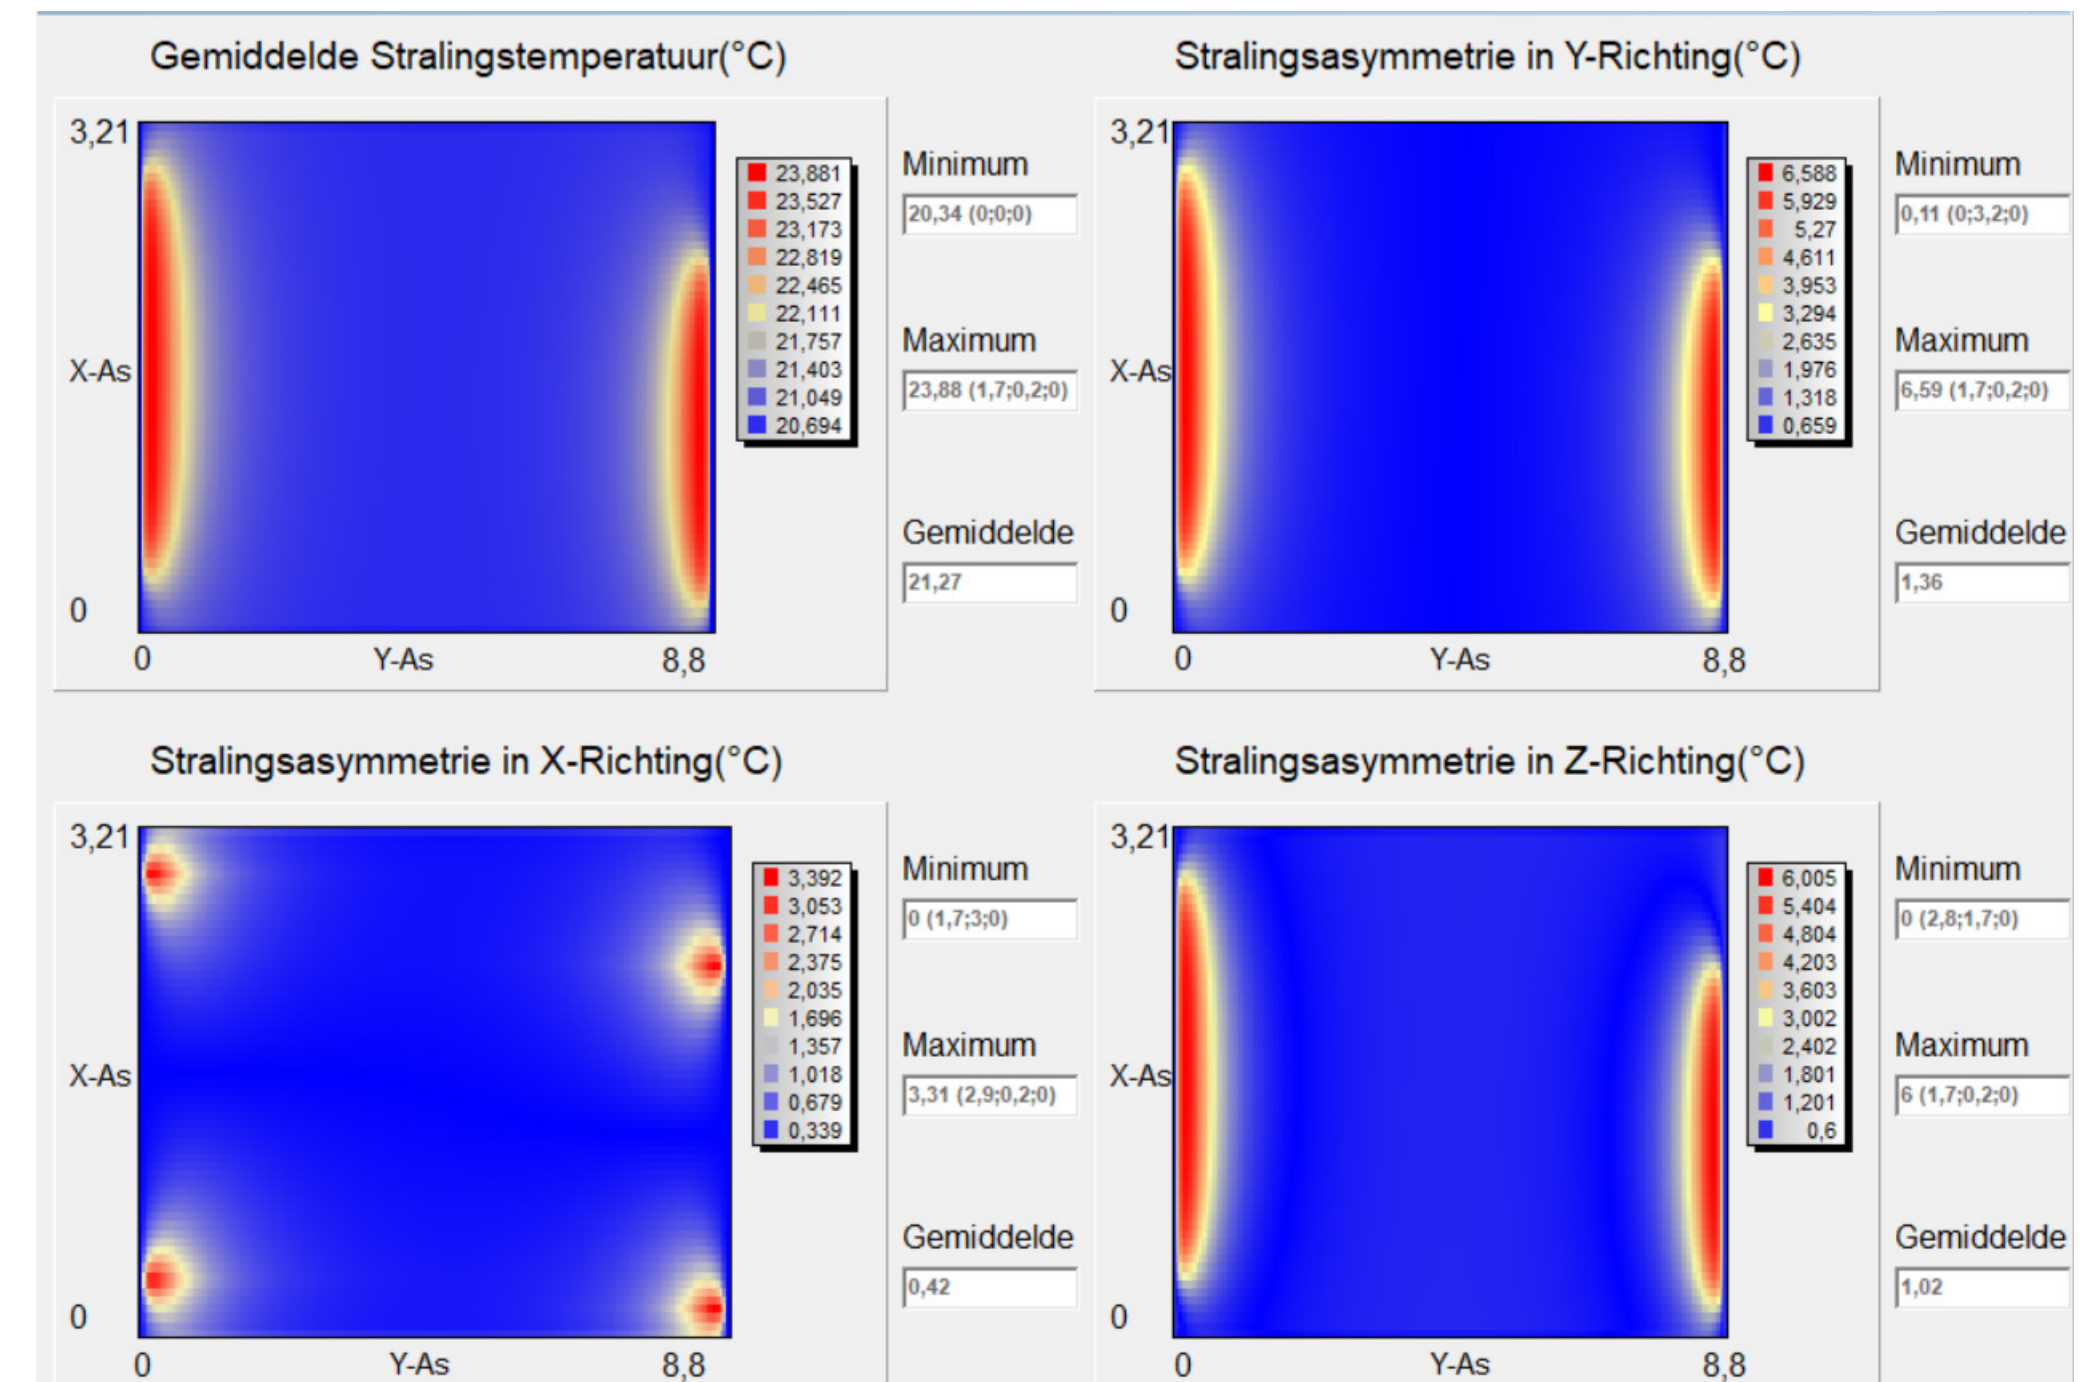 Gemiddelde Stralingstemperatuur(°C)
3,21
X-As
0
0
Y-As
8,8
23,881
23,527
23,173
22,819
22,465
22,111
21,757
21,403
21,049
20,694
Minimum
20,34 (0;0;0)
Maximum
23,88 (1,7;0,2;0)
Gemiddelde
21,27
Stralingsasymmetrie in Y-Richting(°C)
3,21
X-As
0
0
Y-As
8,8
6,588
5,929
5,27
4,611
3,953
3,294
2,635
1,976
1,318
0,659
Minimum
0,11 (0;3,2;0)
Maximum
6,59 (1,7;0,2;0)
Gemiddelde
1,36
Stralingsasymmetrie in X-Richting(°C)
3,21
X-As
0
0
Y-As
8,8
3,392
3,053
2,714
2,375
2,035
1,696
1,357
1,018
0,679
0,339
Minimum
0 (1,7;3;0)
Maximum
3,31 (2,9;0,2;0)
Gemiddelde
0,42
Stralingsasymmetrie in Z-Richting(°C)
3,21
X-As
0
0
Y-As
8,8
6,005
5,404
4,804
4,203
3,603
3,002
2,402
1,801
1,201
0,6
Minimum
0 (2,8;1,7;0)
Maximum
6 (1,7;0,2;0)
Gemiddelde
1,02